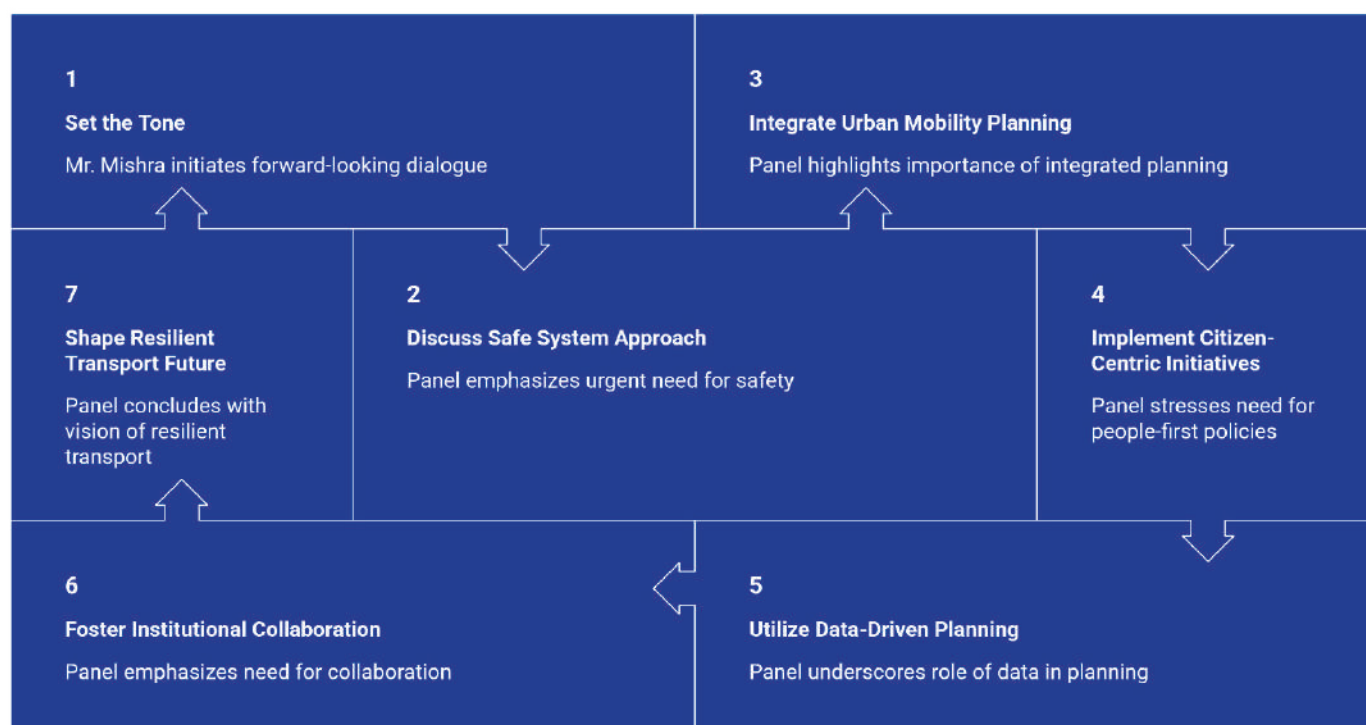 1
Set the Tone
Mr. Mishra initiates forward-looking dialogue
2
Discuss Safe System Approach
Panel emphasizes urgent need for safety
3
Integrate Urban Mobility Planning
Panel highlights importance of integrated planning
4
Implement Citizen-
Centric Initiatives
Panel stresses need for
people-first policies
5
Utilize Data-Driven Planning
Panel underscores role of data in planning
6
Foster Institutional Collaboration
Panel emphasizes need for collaboration
7
Shape Resilient
Transport Future
Panel concludes with
vision of resilient
transport